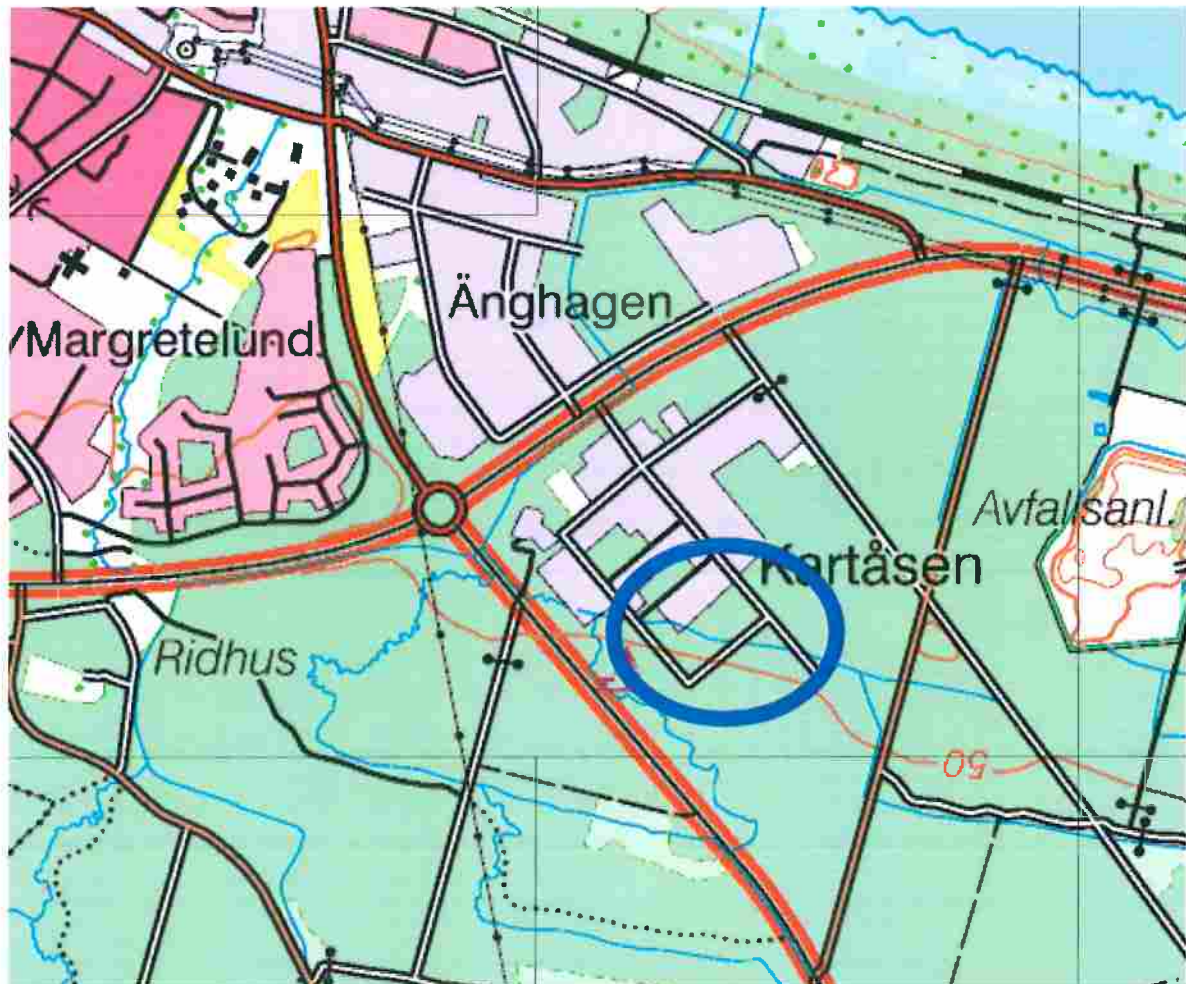 Änghagen
/Margretelund
Avfallsanl.
Kartåsen
Ridhus
50